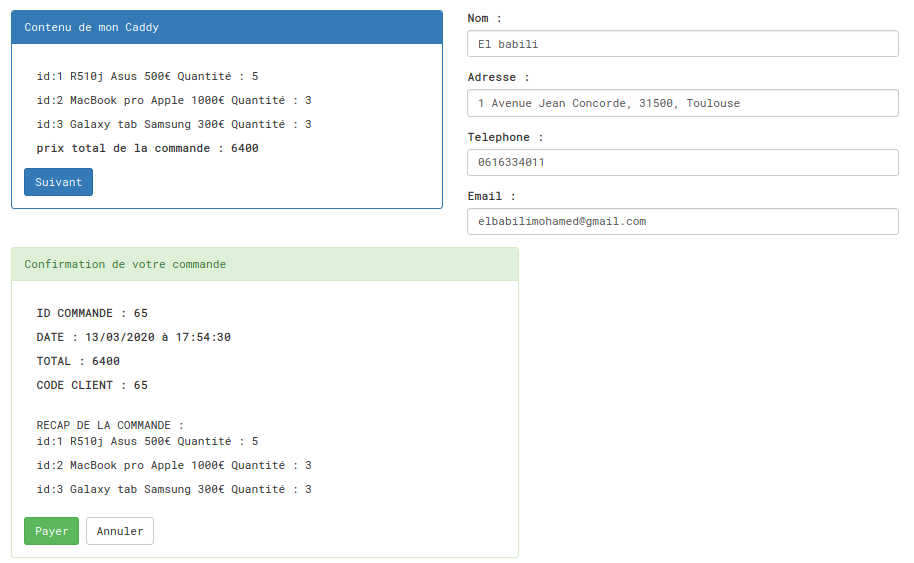 Contenu de mon Caddy
id:1 R510j Asus 500€ Quantité : 5
id:2 MacBook pro Apple 1000€ Quantité : 3
id:3 Galaxy tab Samsung 300€ Quantité : 3
prix total de la commande : 6400
Suivant
Nom :
El babili
Adresse :
1 Avenue Jean Concorde, 31500, Toulouse
Telephone :
0616334011
Email :
elbabilimohamed@gmail.com
Confirmation de votre commande
ID COMMANDE : 65
DATE : 13/03/2020 à 17:54:30
TOTAL : 6400
CODE CLIENT : 65
RECAP DE LA COMMANDE :
id:1 R510j Asus 500€ Quantité : 5
id:2 MacBook pro Apple 1000€ Quantité : 3
id:3 Galaxy tab Samsung 300€ Quantité : 3
Payer
Annuler